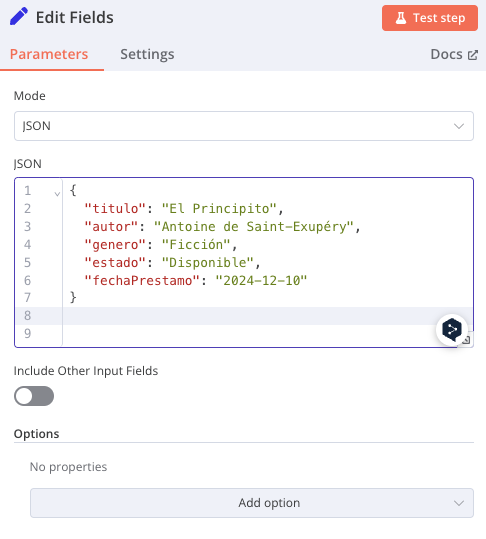 Edit Fields
Test step
Parameters
Settings
Docs
Mode
JSON
JSON
1 {
2 "titulo": "El Principito",
3 "autor": "Antoine de Saint-Exupéry",
4 "genero": "Ficción",
5 "estado": "Disponible",
6 "fechaPrestamo": "2024-12-10"
7 }
8
9
Include Other Input Fields
Options
No properties
Add option